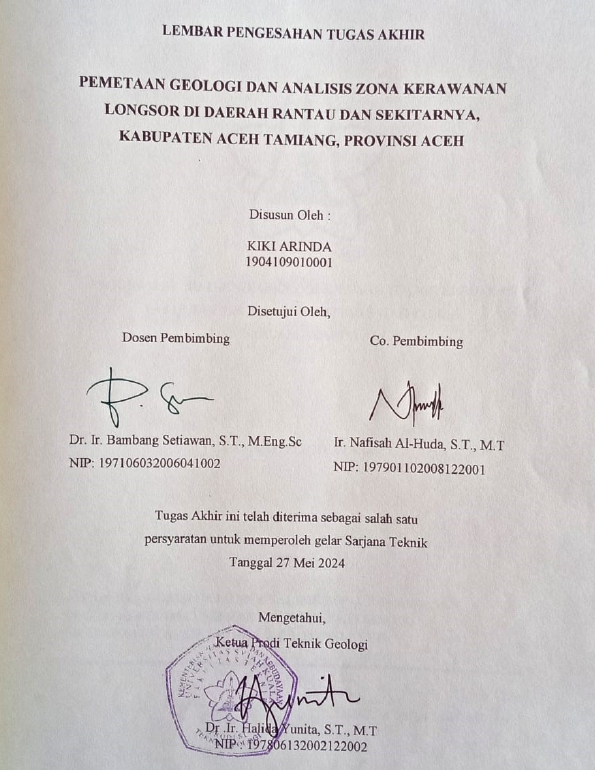 LEMBAR PENGESAHAN TUGAS AKHIR
PEMETAAN GEOLOGI DAN ANALISIS ZONA KERAWANAN
LONGSOR DI DAERAH RANTAU DAN SEKITARNYA,
KABUPATEN ACEH TAMIANG, PROVINSI ACEH
Disusun Oleh :
KIKI ARINDA
1904109010001
Disetujui Oleh,
Dosen Pembimbing
Co. Pembimbing
Dr. Ir. Bambang Setiawan, S.T., M.Eng.Sc
NIP: 197106032006041002
Ir. Nafisah Al-Huda, S.T., M.T
NIP: 197901102008122001
Tugas Akhir ini telah diterima sebagai salah satu
persyaratan untuk memperoleh gelar Sarjana Teknik
Tanggal 27 Mei 2024
Mengetahui,
Ketua Prodi Teknik Geologi
UNIVERSITAS SYIAH KUALA
Dr .Ir. Halida Yunita, S.T., M.T
NIP: 197806132002122002